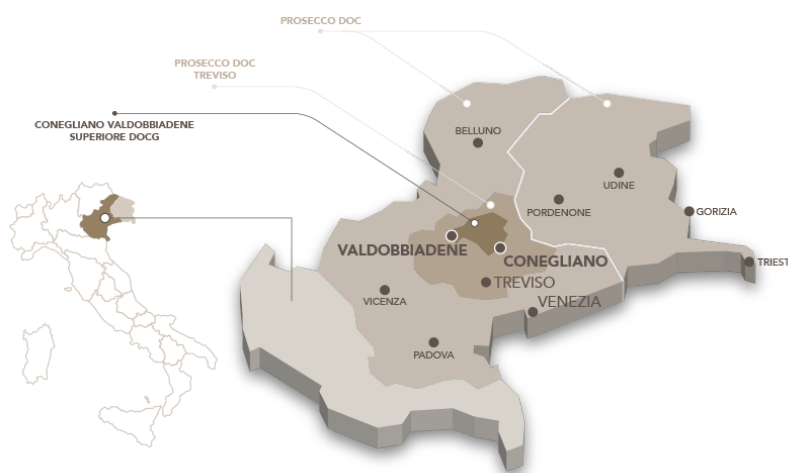 PROSECCO DOC
PROSECCO DOC
TREVISO
CONEGLIANO VALDOBBIADENE
SUPERIORE DOCG
BELLUNO
UDINE
PORDENONE
GORIZIA
VALDOBBIADENE
CONEGLIANO
TRIEST
TREVISO
VICENZA
VENEZIA
PADOVA